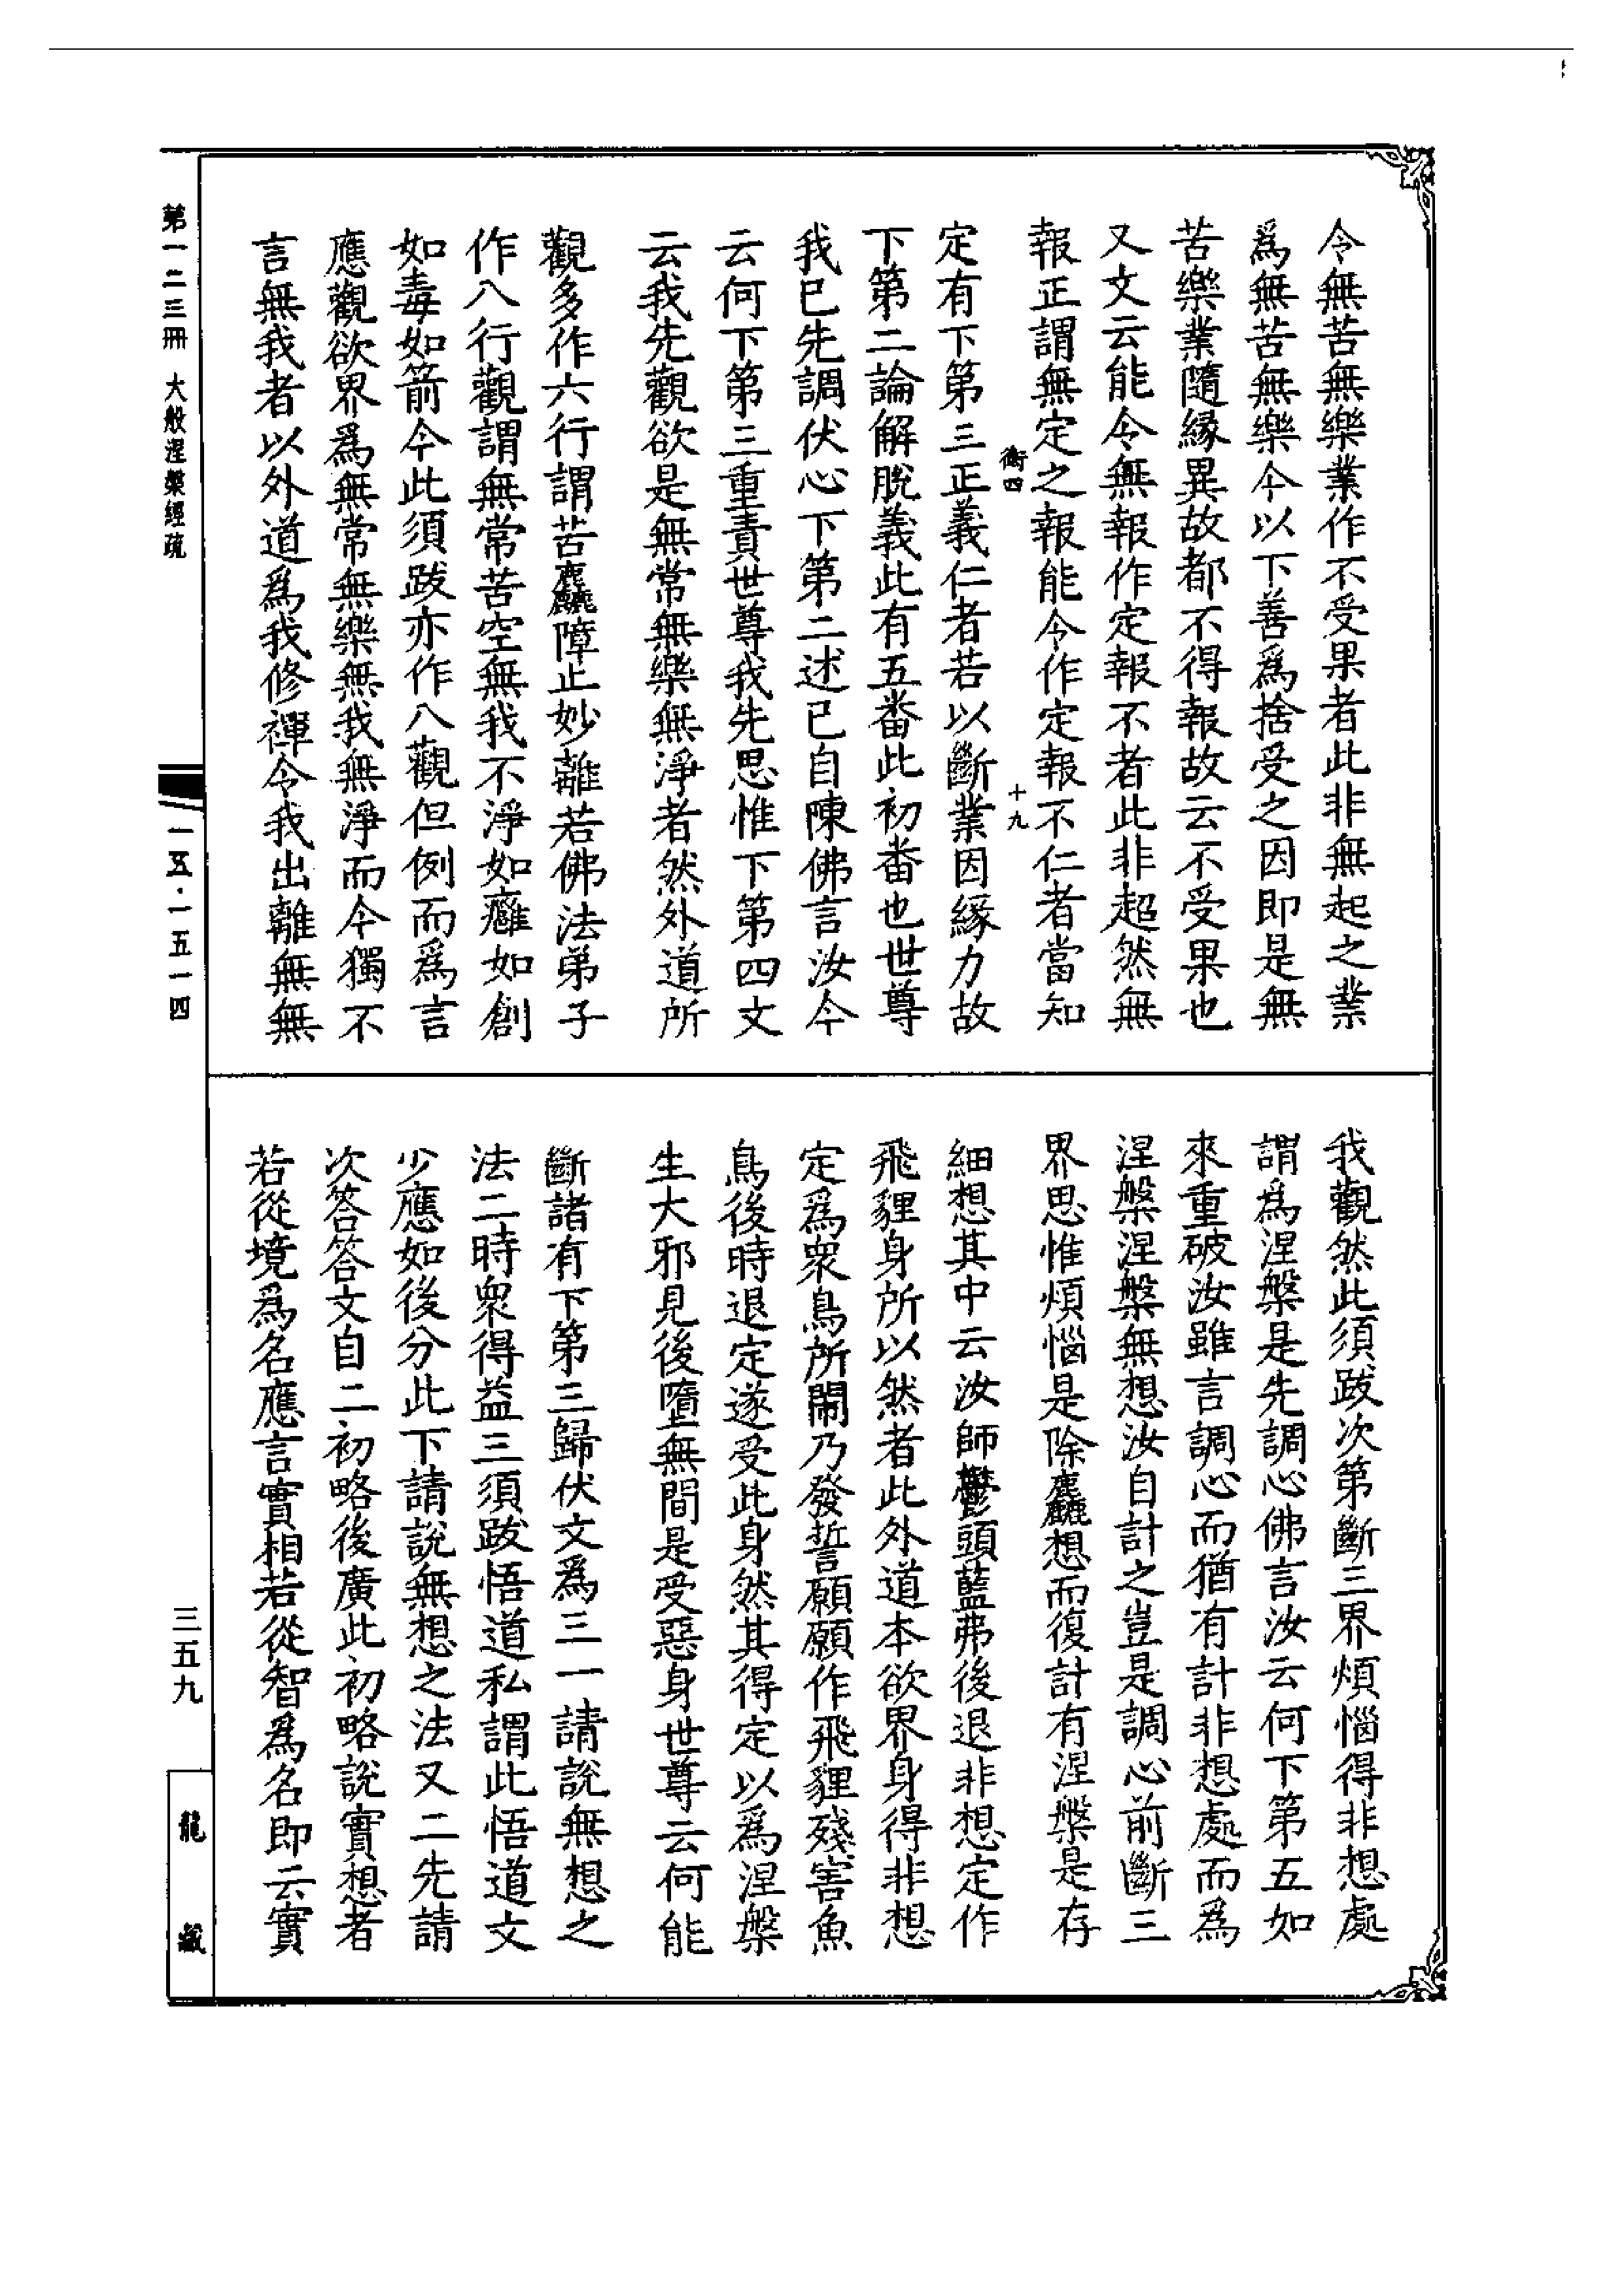 令無苦無樂業作不受果者此非無起之業
爲無苦無樂今以下善爲捨受之因即是無
苦樂業隨緣異故都不得報故云不受果也
又文云能令無報作定報不者此非超然無
報正謂無定之報能令作定報不仁者當知
衡四
十九
定有下第三正義仁者若以斷業因緣力故
下第二論解脫義此有五番此初番也世尊
我已先調伏心下第二述已自陳佛言汝今
云何下第三重責世尊我先思惟下第四文
云我先觀欲是無常無樂無淨者然外道所
觀多作六行謂苦麤障止妙離若佛法弟子
作八行觀謂無常苦空無我不淨如癰如創
如毒如箭今此須跋亦作八觀但例而爲言
應觀欲界爲無常無樂無我無淨而今獨不
言無我者以外道爲我修禪令我出離無無
我觀然此須跋次第斷三界煩惱得非想處
謂爲涅槃是先調心佛言汝云何下第五如
來重破汝雖言調心而猶有計非想處而爲
涅槃涅槃無想汝自計之豈是調心前斷三
界思惟煩惱是除麤想而復計有涅槃是存
細想其中云汝師鬱頭藍弗後退非想定作
飛貍身所以然者此外道本欲界身得非想
定爲衆鳥所鬧乃發誓願願作飛貍殘害魚
鳥後時退定遂受此身然其得定以爲涅槃
生大邪見後墮無間是受惡身世尊云何能
斷諸有下第三歸伏文爲三一請說無想之
法二時衆得益三須跋悟道私謂此悟道文
少應如後分此下請說無想之法又二先請
次答答文自二初略後廣此初略說實想者
若從境爲名應言實相若從智爲名即云實
第一二三冊 大般涅槃經疏
一五·一五一四
三五九
龍藏